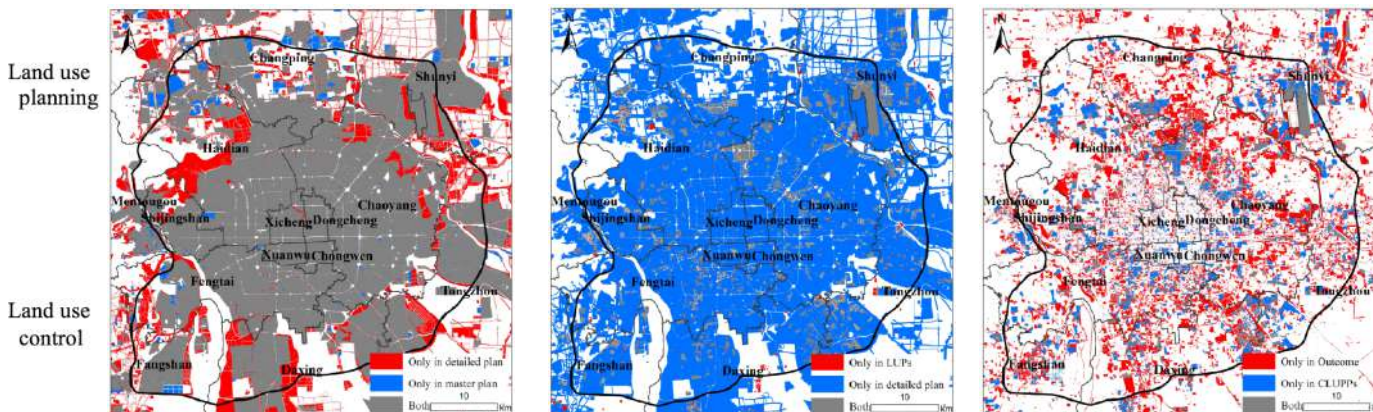 Land use
planning
Land use
control
N
Changping
Shunyi
Haidian
Mentougou
Shijingshan
Chaoyang
Xicheng
Dongcheng
Xuanwu
Chongwen
Fengtai
Tongzhou
Fangshan
Daxing
Only in detailed plan
Only in master plan
Both
10
Km
N
Changping
Shunyi
Haidian
Mentougou
Shijingshan
Chaoyang
Xicheng
Dongcheng
Xuanwu
Chongwen
Fengtai
Tongzhou
Fangshan
Daxing
Only in LUPs
Only in detailed plan
Both
10
Km
N
Changping
Shunyi
Haidian
Mentougou
Shijingshan
Chaoyang
Xicheng
Dongcheng
Xuanwu
Chongwen
Fengtai
Tongzhou
Fangshan
Daxing
Only in Outcome
Only in CLUPPs
Both
10
Km